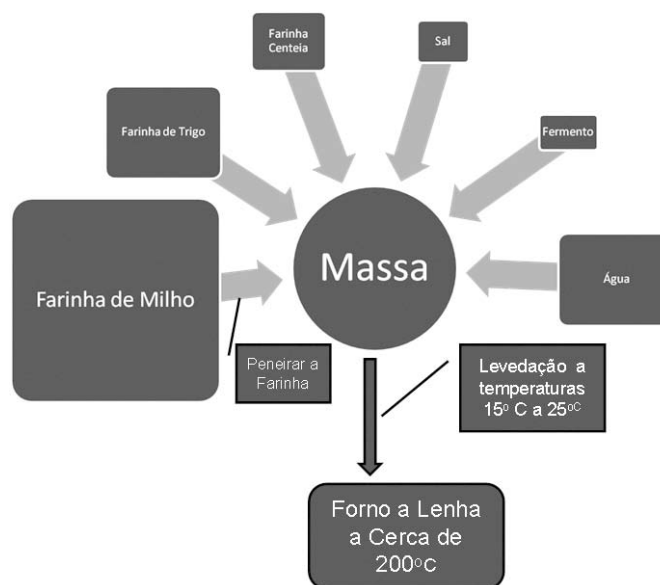 Farinha
Centeia
Sal
Farinha de Trigo
Fermento
Farinha de Milho
Massa
Água
Peneirar a
Farinha
Levedação a
temperaturas
15º C a 25ºC
Forno a Lenha
a Cerca de
200ºC